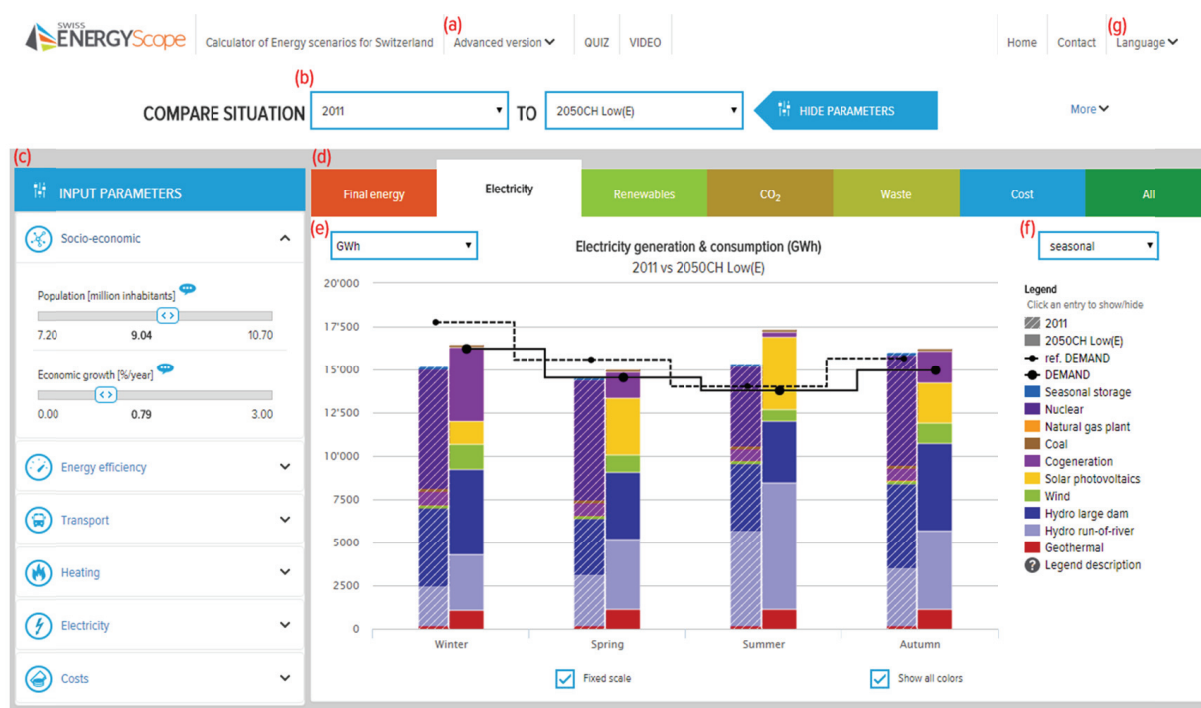 SWISS
ENERGYScope
Calculator of Energy scenarios for Switzerland
(a)
Advanced version
QUIZ
VIDEO
Home
Contact
(g)
Language
(b)
COMPARE SITUATION
2011
TO
2050CH Low(E)
HIDE PARAMETERS
More
(c)
INPUT PARAMETERS
Socio-economic
Population [million inhabitants]
7.20 9.04 10.70
Economic growth [%/year]
0.00 0.79 3.00
Energy efficiency
Transport
Heating
Electricity
Costs
(d)
Final energy
Electricity
Renewables
CO₂
Waste
Cost
All
(e)
GWh
Electricity generation & consumption (GWh)
2011 vs 2050CH Low(E)
(f)
seasonal
20'000
17'500
15'000
12'500
10'000
7500
5000
2500
0
Winter
Spring
Summer
Autumn
Fixed scale
Show all colors
Legend
Click an entry to show/hide
2011
2050CH Low(E)
ref. DEMAND
DEMAND
Seasonal storage
Nuclear
Natural gas plant
Coal
Cogeneration
Solar photovoltaics
Wind
Hydro large dam
Hydro run-of-river
Geothermal
? Legend description